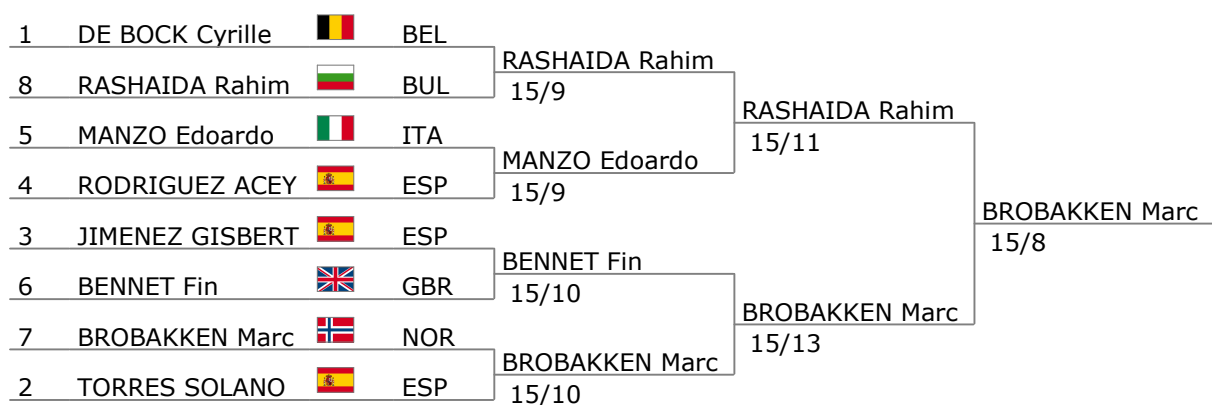 1 DE BOCK Cyrille BEL
RASHAIDA Rahim
8 RASHAIDA Rahim BUL
15/9
RASHAIDA Rahim
5 MANZO Edoardo ITA
15/11
MANZO Edoardo
4 RODRIGUEZ ACEY ESP
15/9
BROBAKKEN Marc
3 JIMENEZ GISBERT ESP
15/8
BENNET Fin
6 BENNET Fin GBR
15/10
BROBAKKEN Marc
7 BROBAKKEN Marc NOR
15/13
BROBAKKEN Marc
2 TORRES SOLANO ESP
15/10